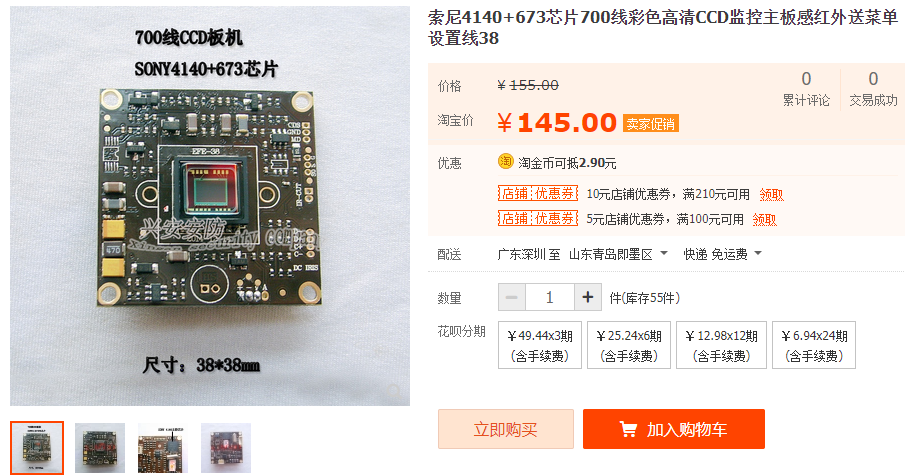 700线CCD板机
SONY4140+673芯片
CDS
GND
MD
EFE-38
IR-CUT
兴安安防
470
DC IRIS
A
尺寸：38*38mm
索尼4140+673芯片700线彩色高清CCD监控主板感红外送菜单
设置线38
价格
¥ 155.00
0
累计评论
0
交易成功
淘宝价
¥ 145.00 卖家促销
优惠
淘 淘金币可抵2.90元
店铺 优惠券 10元店铺优惠券，满210元可用 领取
店铺 优惠券 5元店铺优惠券，满100元可用 领取
配送
广东深圳 至 山东青岛即墨区 快递 免运费
数量
1
件(库存55件)
花呗分期
¥ 49.44x3期
(含手续费)
¥ 25.24x6期
(含手续费)
¥ 12.98x12期
(含手续费)
¥ 6.94x24期
(含手续费)
立即购买
加入购物车